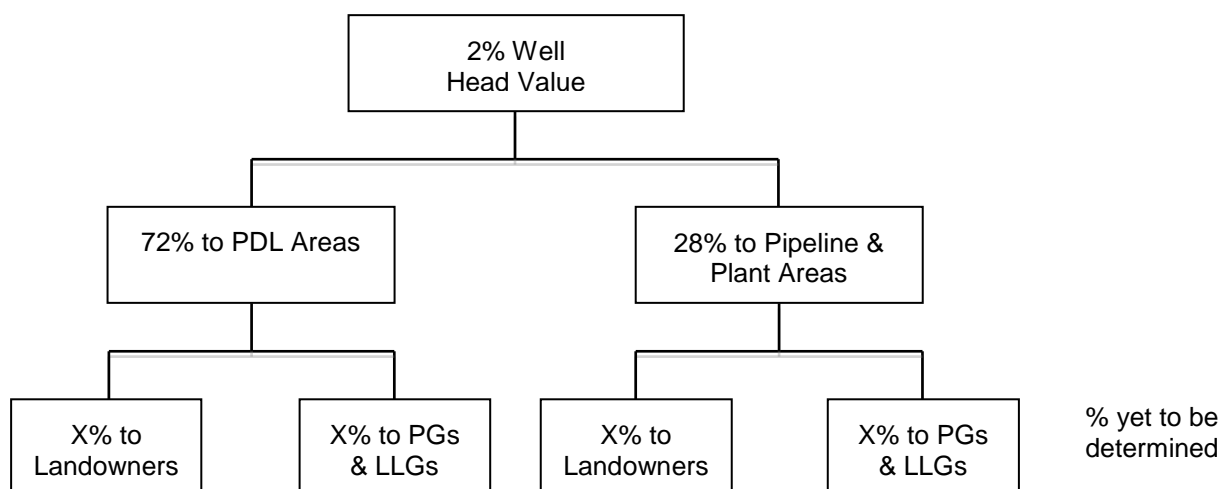 2% Well
Head Value
72% to PDL Areas
28% to Pipeline &
Plant Areas
X% to
Landowners
X% to PGs
& LLGs
X% to
Landowners
X% to PGs
& LLGs
% yet to be
determined